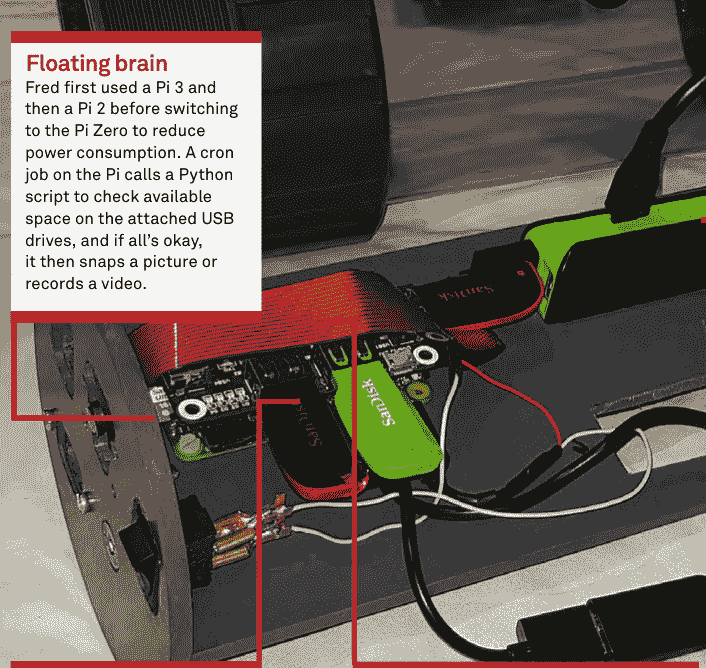 Floating brain
Fred first used a Pi 3 and
then a Pi 2 before switching
to the Pi Zero to reduce
power consumption. A cron
job on the Pi calls a Python
script to check available
space on the attached USB
drives, and if all's okay,
it then snaps a picture or
records a video.
SanDisk
SanDisk
SanDisk